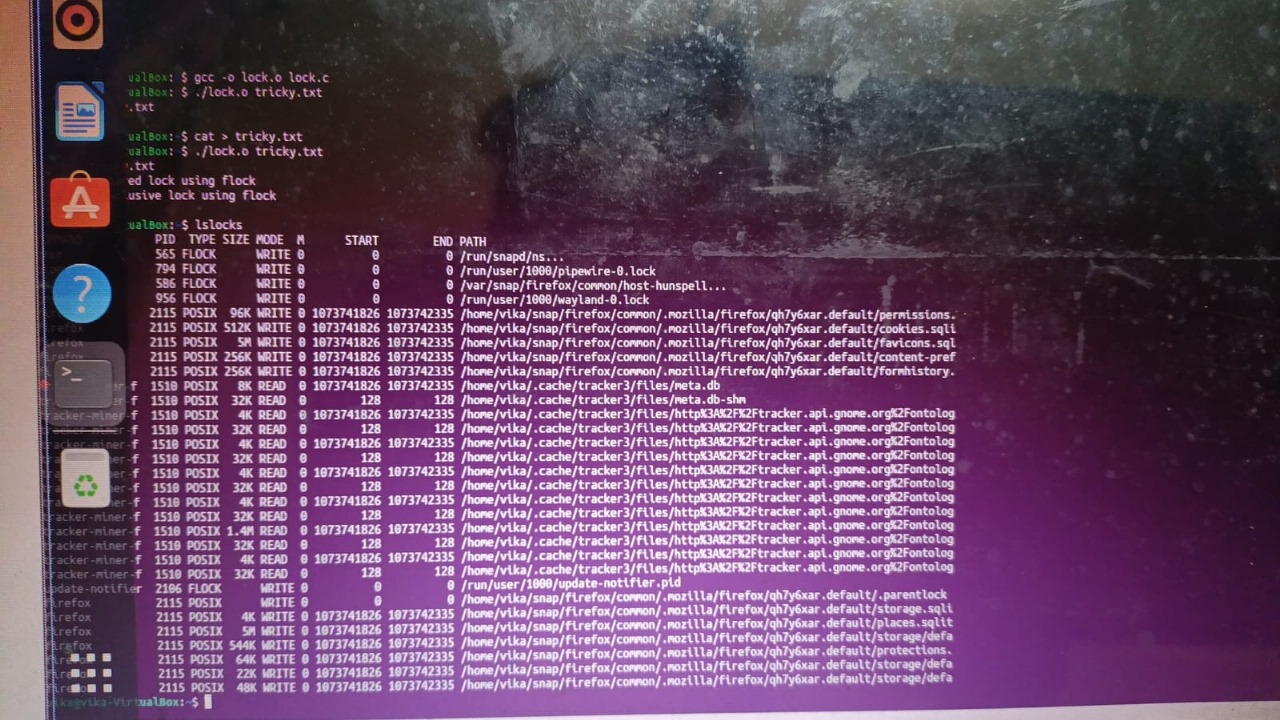 ualBox: $ gcc -o lock.o lock.c
ualBox: $ ./lock.o tricky.txt
.txt
ualBox: $ cat > tricky.txt
ualBox: $ ./lock.o tricky.txt
.txt
ed lock using flock
usive lock using flock
ualBox: $ lslocks
PID TYPE SIZE MODE M START END PATH
565 FLOCK WRITE 0 0 0 /run/snapd/ns...
794 FLOCK WRITE 0 0 0 /run/user/1000/pipewire-0.lock
586 FLOCK WRITE 0 0 0 /var/snap/firefox/common/host-hunspell...
956 FLOCK WRITE 0 0 0 /run/user/1000/wayland-0.lock
2115 POSIX 96K WRITE 0 1073741826 1073742335 /home/vika/snap/firefox/common/.mozilla/firefox/qh7y6xar.default/permissions.
firefox 2115 POSIX 512K WRITE 0 1073741826 1073742335 /home/vika/snap/firefox/common/.mozilla/firefox/qh7y6xar.default/cookies.sqli
firefox 2115 POSIX 5M WRITE 0 1073741826 1073742335 /home/vika/snap/firefox/common/.mozilla/firefox/qh7y6xar.default/favicons.sql
firefox 2115 POSIX 256K WRITE 0 1073741826 1073742335 /home/vika/snap/firefox/common/.mozilla/firefox/qh7y6xar.default/content-pref
2115 POSIX 256K WRITE 0 1073741826 1073742335 /home/vika/snap/firefox/common/.mozilla/firefox/qh7y6xar.default/formhistory.
er-f 1510 POSIX 8K READ 0 1073741826 1073742335 /home/vika/.cache/tracker3/files/meta.db
f 1510 POSIX 32K READ 0 128 128 /home/vika/.cache/tracker3/files/meta.db-shm
racker-miner-f 1510 POSIX 4K READ 0 1073741826 1073742335 /home/vika/.cache/tracker3/files/http%3A%2F%2Ftracker.api.gnome.org%2Fontolog
tracker-miner-f 1510 POSIX 32K READ 0 128 128 /home/vika/.cache/tracker3/files/http%3A%2F%2Ftracker.api.gnome.org%2Fontolog
tracker-miner-f 1510 POSIX 4K READ 0 1073741826 1073742335 /home/vika/.cache/tracker3/files/http%3A%2F%2Ftracker.api.gnome.org%2Fontolog
tra ner-f 1510 POSIX 32K READ 0 128 128 /home/vika/.cache/tracker3/files/http%3A%2F%2Ftracker.api.gnome.org%2Fontolog
tra ner-f 1510 POSIX 4K READ 0 1073741826 1073742335 /home/vika/.cache/tracker3/files/http%3A%2F%2Ftracker.api.gnome.org%2Fontolog
tra ner-f 1510 POSIX 32K READ 0 128 128 /home/vika/.cache/tracker3/files/http%3A%2F%2Ftracker.api.gnome.org%2Fontolog
tra ner-f 1510 POSIX 4K READ 0 1073741826 1073742335 /home/vika/.cache/tracker3/files/http%3A%2F%2Ftracker.api.gnome.org%2Fontolog
tracker-miner-f 1510 POSIX 32K READ 0 128 128 /home/vika/.cache/tracker3/files/http%3A%2F%2Ftracker.api.gnome.org%2Fontolog
tracker-miner-f 1510 POSIX 1.4M READ 0 1073741826 1073742335 /home/vika/.cache/tracker3/files/http%3A%2F%2Ftracker.api.gnome.org%2Fontolog
tracker-miner-f 1510 POSIX 32K READ 0 128 128 /home/vika/.cache/tracker3/files/http%3A%2F%2Ftracker.api.gnome.org%2Fontolog
tracker-miner-f 1510 POSIX 4K READ 0 1073741826 1073742335 /home/vika/.cache/tracker3/files/http%3A%2F%2Ftracker.api.gnome.org%2Fontolog
tracker-miner-f 1510 POSIX 32K READ 0 128 128 /home/vika/.cache/tracker3/files/http%3A%2F%2Ftracker.api.gnome.org%2Fontolog
update-notifier 2106 FLOCK WRITE 0 0 0 /run/user/1000/update-notifier.pid
firefox 2115 POSIX WRITE 0 0 0 /home/vika/snap/firefox/common/.mozilla/firefox/qh7y6xar.default/.parentlock
firefox 2115 POSIX 4K WRITE 0 1073741826 1073742335 /home/vika/snap/firefox/common/.mozilla/firefox/qh7y6xar.default/storage.sqli
firefox 2115 POSIX 5M WRITE 0 1073741826 1073742335 /home/vika/snap/firefox/common/.mozilla/firefox/qh7y6xar.default/places.sqlit
firefox 2115 POSIX 544K WRITE 0 1073741826 1073742335 /home/vika/snap/firefox/common/.mozilla/firefox/qh7y6xar.default/storage/defa
2115 POSIX 64K WRITE 0 1073741826 1073742335 /home/vika/snap/firefox/common/.mozilla/firefox/qh7y6xar.default/protections.
2115 POSIX 22K WRITE 0 1073741826 1073742335 /home/vika/snap/firefox/common/.mozilla/firefox/qh7y6xar.default/storage/defa
2115 POSIX 48K WRITE 0 1073741826 1073742335 /home/vika/snap/firefox/common/.mozilla/firefox/qh7y6xar.default/storage/defa
vika@vika-VirtualBox:~$